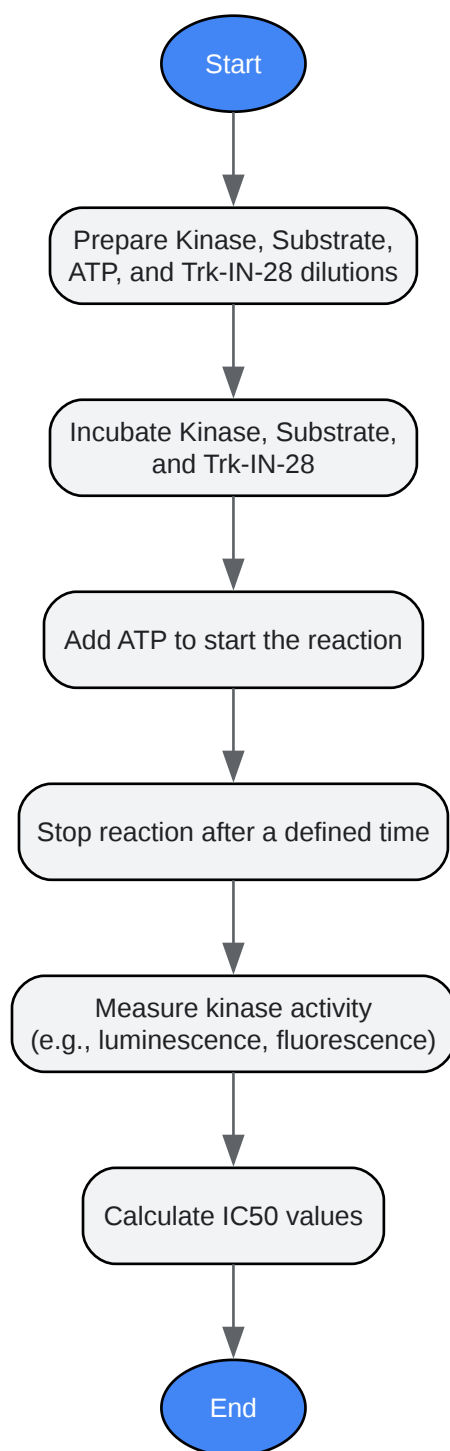 Start
Prepare Kinase, Substrate,
ATP, and Trk-IN-28 dilutions
Incubate Kinase, Substrate,
and Trk-IN-28
Add ATP to start the reaction
Stop reaction after a defined time
Measure kinase activity
(e.g., luminescence, fluorescence)
Calculate IC50 values
End